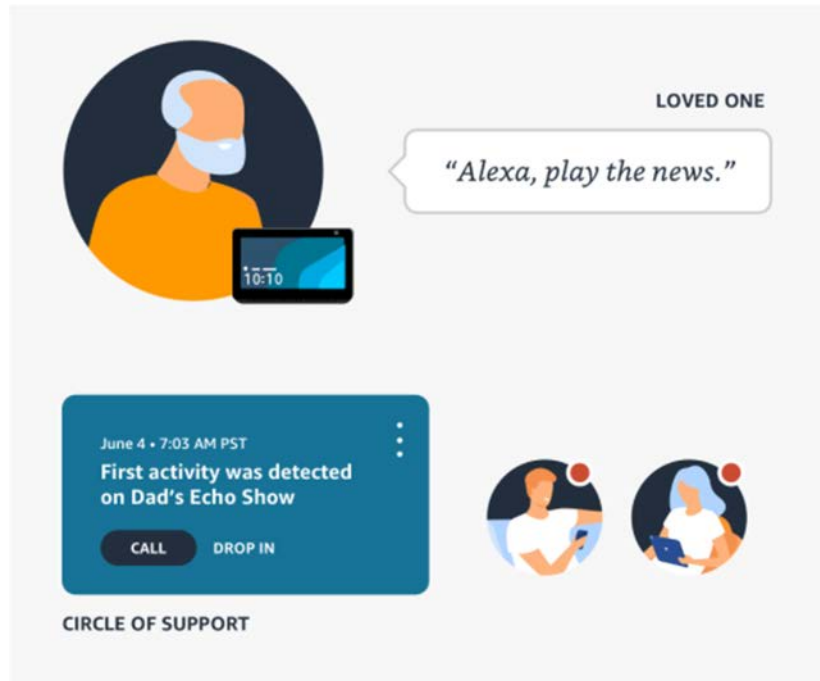 LOVED ONE
“Alexa, play the news.”
10:10
June 4 • 7:03 AM PST
First activity was detected
on Dad’s Echo Show
CALL DROP IN
CIRCLE OF SUPPORT